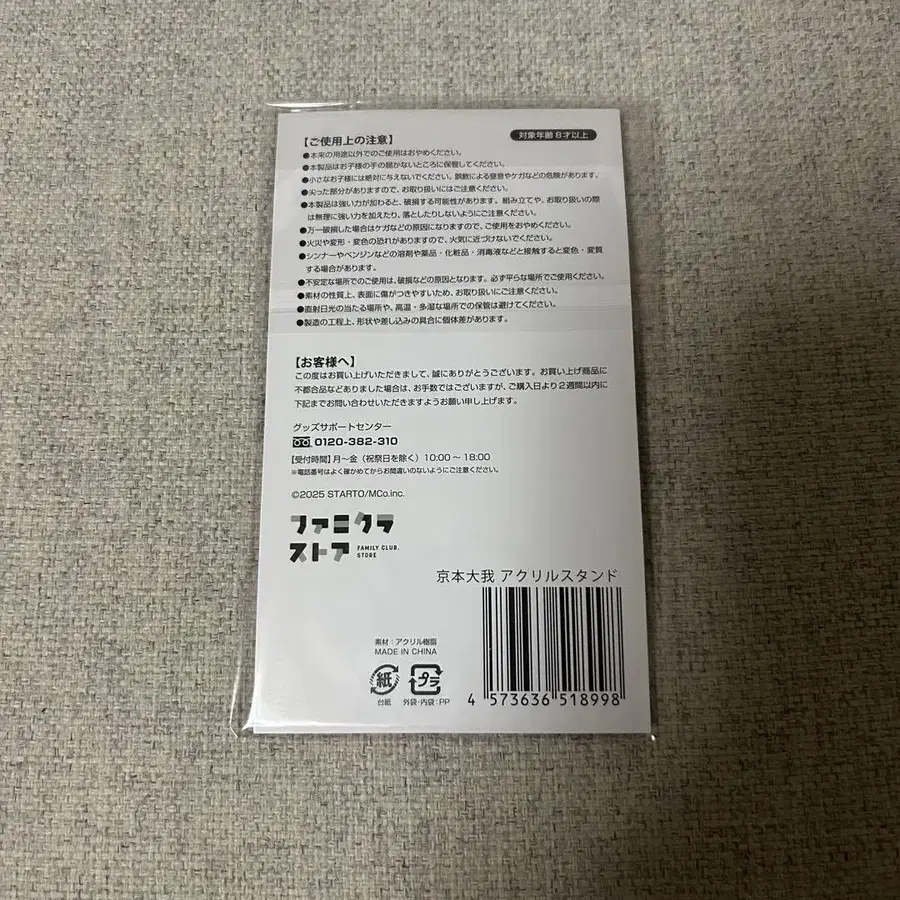 【ご使用上の注意】
対象年齢 8才以上
●本来の用途以外でのご使用はおやめください。
●本製品はお子様の手の届かないところに保管してください。
●小さなお子様には絶対に与えないでください。誤飲による窒息やケガなどの危険があります。
●尖った部分がありますので、お取り扱いにはご注意ください。
●本製品は強い力が加わると、破損する可能性があります。組み立てや、お取り扱いの際
は無理に強い力を加えたり、落としたりしないようにご注意ください。
●万一破損した場合はケガなどの原因になりますので、ご使用をおやめください。
●火災や変形・変色の恐れがありますので、火気に近づけないでください。
●シンナーやベンジンなどの溶剤や薬品・化粧品・消毒液などと接触すると変色・変質
する場合があります。
●不安定な場所でのご使用は、破損などの原因となります。必ず平らな場所でご使用ください。
●素材の性質上、表面に傷がつきやすいため、お取り扱いにご注意ください。
●直射日光の当たる場所や、高温・多湿な場所での保管は避けてください。
●製造の工程上、形状や差し込みの具合に個体差があります。
【お客様へ】
この度はお買い上げいただきまして、誠にありがとうございます。お買い上げ商品に
不都合品などありました場合は、お手数ではございますが、ご購入日より2週間以内に
下記までお問い合わせいただきますようお願い申し上げます。
グッズサポートセンター
0120-382-310
【受付時間】月〜金（祝祭日を除く）10:00〜18:00
※電話番号はよく確かめてからお間違いのないようにご注意ください。
©2025 STARTO/MCo.inc.
ファミクラ
ストア FAMILY CLUB.
STORE
京本大我 アクリルスタンド
素材：アクリル樹脂
MADE IN CHINA
紙 プラ
台紙 外袋・内袋：PP
4 573636 518998